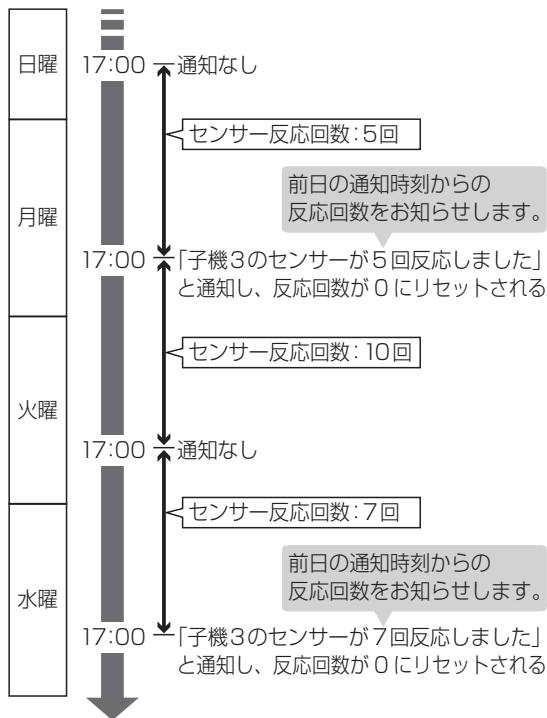 日曜
17:00 通知なし
センサー反応回数:5回
月曜
前日の通知時刻からの
反応回数をお知らせします。
17:00 「子機3のセンサーが5回反応しました」
と通知し、反応回数が0にリセットされる
センサー反応回数:10回
火曜
17:00 通知なし
センサー反応回数:7回
水曜
前日の通知時刻からの
反応回数をお知らせします。
17:00 「子機3のセンサーが7回反応しました」
と通知し、反応回数が0にリセットされる